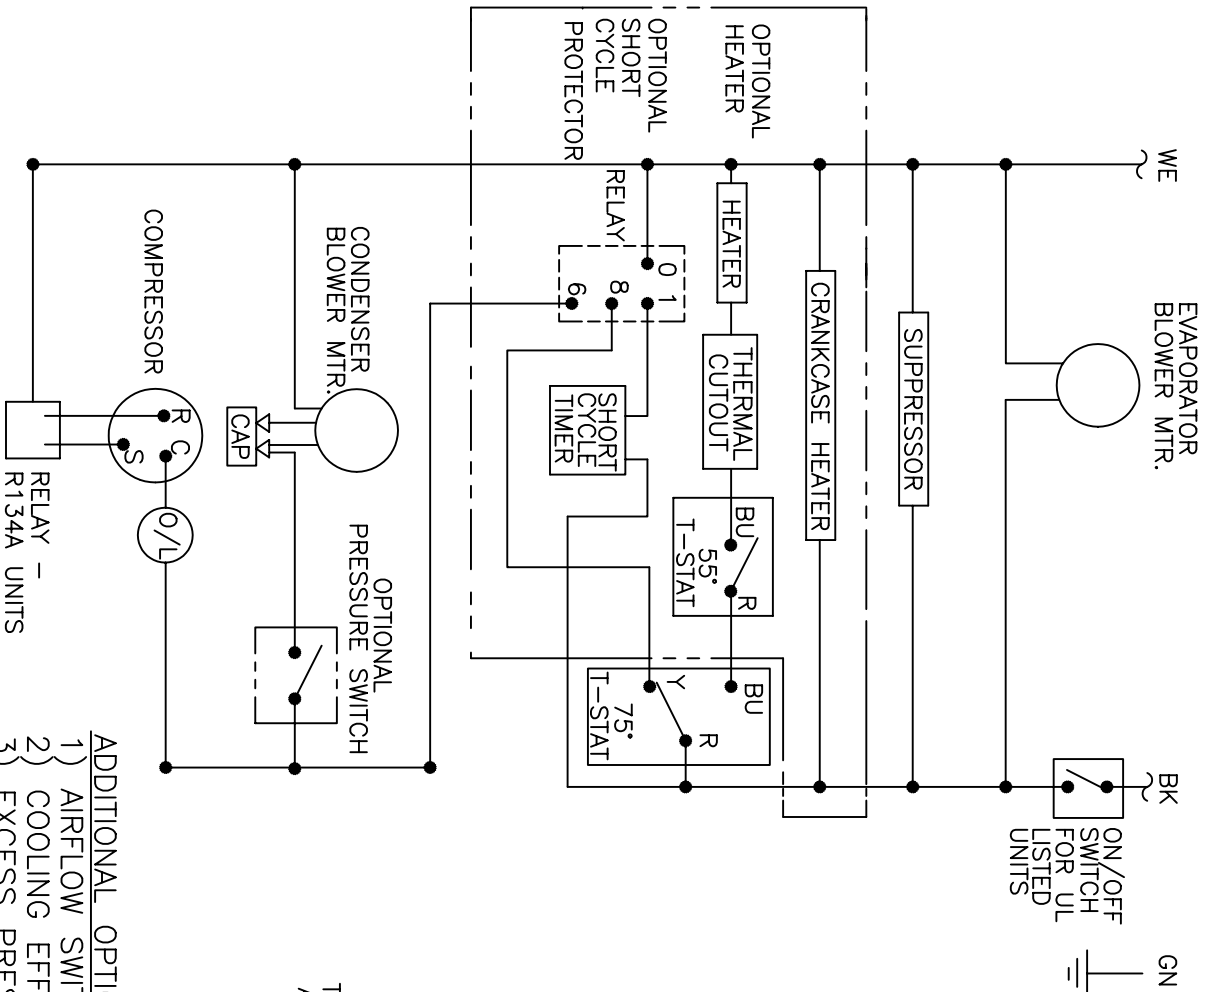 WE
BK
GN
EVAPORATOR
BLOWER MTR.
ON/OFF
SWITCH
FOR UL
LISTED
UNITS
SUPPRESSOR
CRANKCASE HEATER
OPTIONAL
HEATER
HEATER
THERMAL
CUTOUT
BU
R
55°
T-STAT
BU
R
Y
75°
T-STAT
OPTIONAL
SHORT
CYCLE
PROTECTOR
RELAY
0
1
8
6
SHORT
CYCLE
TIMER
CONDENSER
BLOWER MTR.
CAP
OPTIONAL
PRESSURE SWITCH
COMPRESSOR
R
C
S
O/L
RELAY -
R134A UNITS
ADDITIONAL
1) AIRFLOW
2) COOLING
3) EXCESS